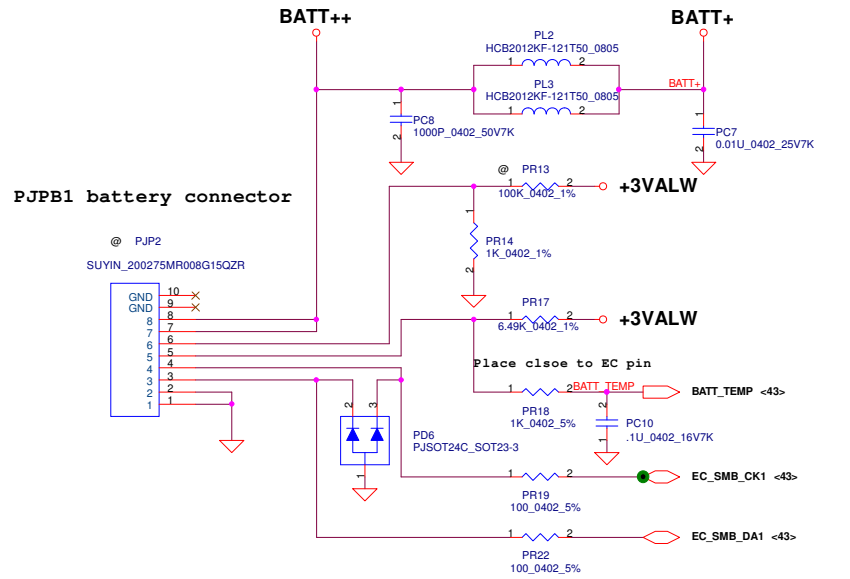 BATT++
BATT+
PL2
HCB2012KF-121T50_0805
1 2
PL3
HCB2012KF-121T50_0805
1 2
BATT+
1
PC8
1000P_0402_50V7K
2
1
PC7
0.01U_0402_25V7K
2
PJPB1 battery connector
@ PR13
1 2
100K_0402_1%
+3VALW
1
PR14
1K_0402_1%
2
@ PJP2
SUYIN_200275MR008G15QZR
GND 10
GND 9
8 8
7 7
6 6
5 5
4 4
3 3
2 2
1 1
PR17
1 2
6.49K_0402_1%
+3VALW
Place clsoe to EC pin
1 2
BATT_TEMP
BATT_TEMP <43>
PR18
1K_0402_5%
2
PC10
.1U_0402_16V7K
1
2 3
PD6
PJSOT24C_SOT23-3
1
1 2
EC_SMB_CK1 <43>
PR19
100_0402_5%
1 2
EC_SMB_DA1 <43>
PR22
100_0402_5%